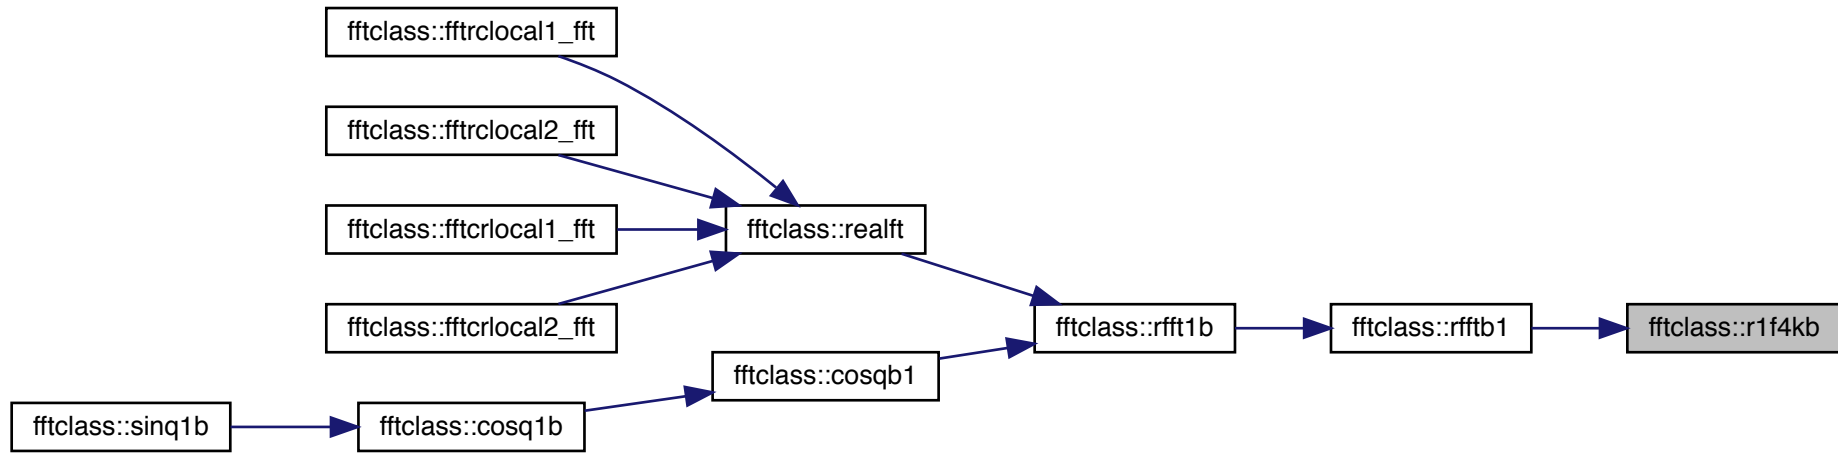 fftclass::fftrclocal1_fft
fftclass::fftrclocal2_fft
fftclass::fftcrlocal1_fft
fftclass::realft
fftclass::fftcrlocal2_fft
fftclass::rfft1b
fftclass::rfftb1
fftclass::r1f4kb
fftclass::cosqb1
fftclass::sinq1b
fftclass::cosq1b